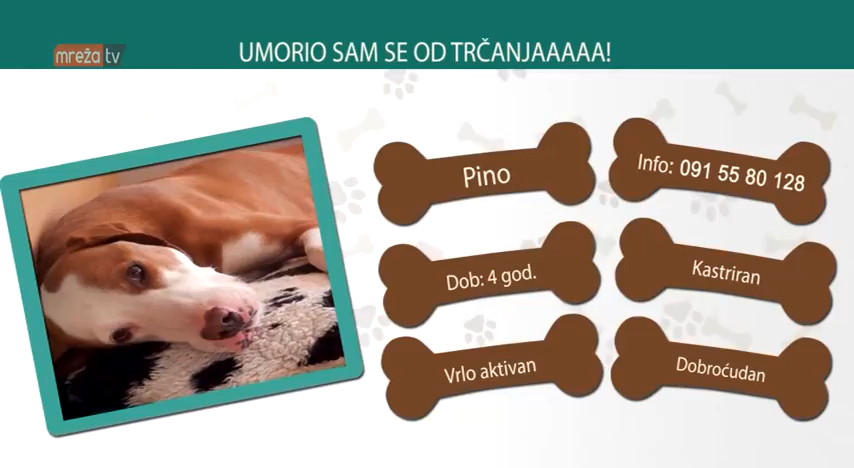 mreža tv
UMORIO SAM SE OD TRČANJAAAAA!
Pino
Info: 091 55 80 128
Dob: 4 god.
Kastriran
Vrlo aktivan
Dobroćudan